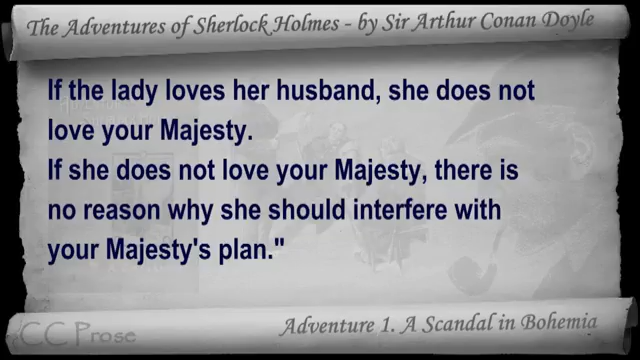 The Adventures of Sherlock Holmes - by Sir Arthur Conan Doyle
If the lady loves her husband, she does not
love your Majesty.
If she does not love your Majesty, there is
no reason why she should interfere with
your Majesty's plan."
CC Prose
Adventure 1. A Scandal in Bohemia